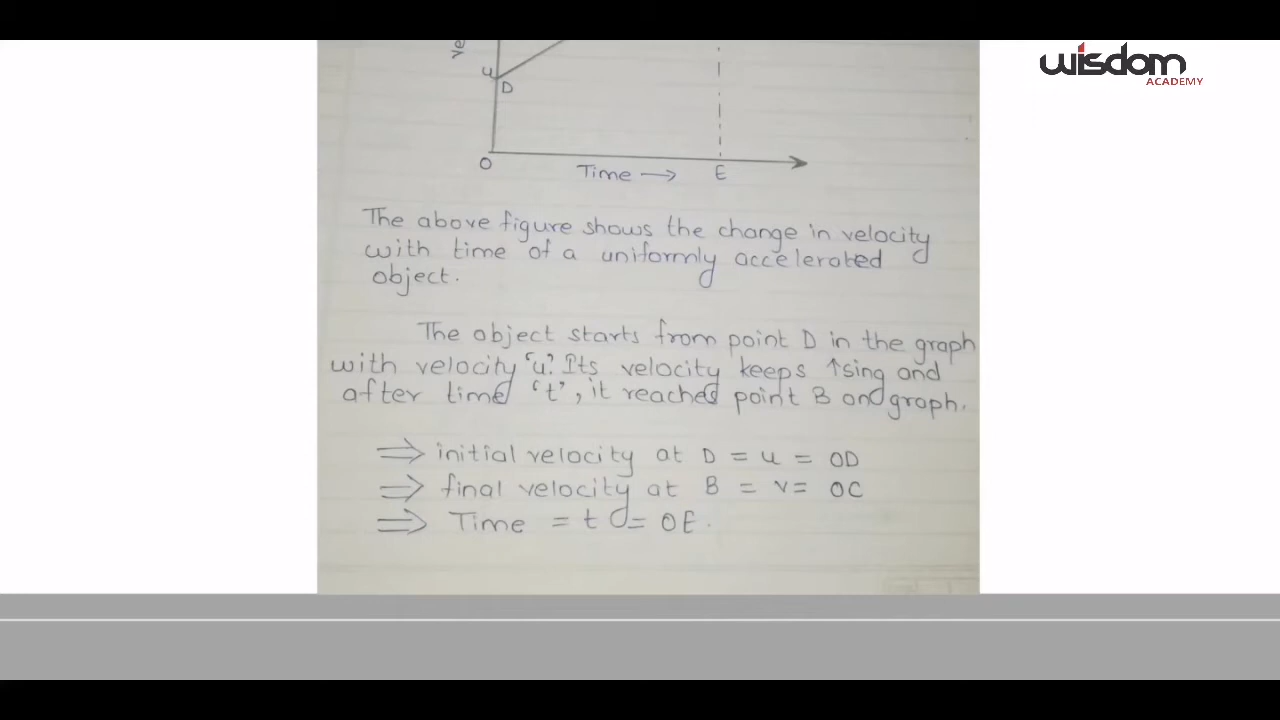 wisdom
ACADEMY
ve
u
D
O
Time →
E
The above figure shows the change in velocity
with time of a uniformly accelerated
object.
The object starts from point D in the graph
with velocity 'u'. Its velocity keeps ↑sing and
after time 't', it reaches point B on graph.
⇒ initial velocity at D = u = OD
⇒ final velocity at B = v = OC
⇒ Time = t = OE.